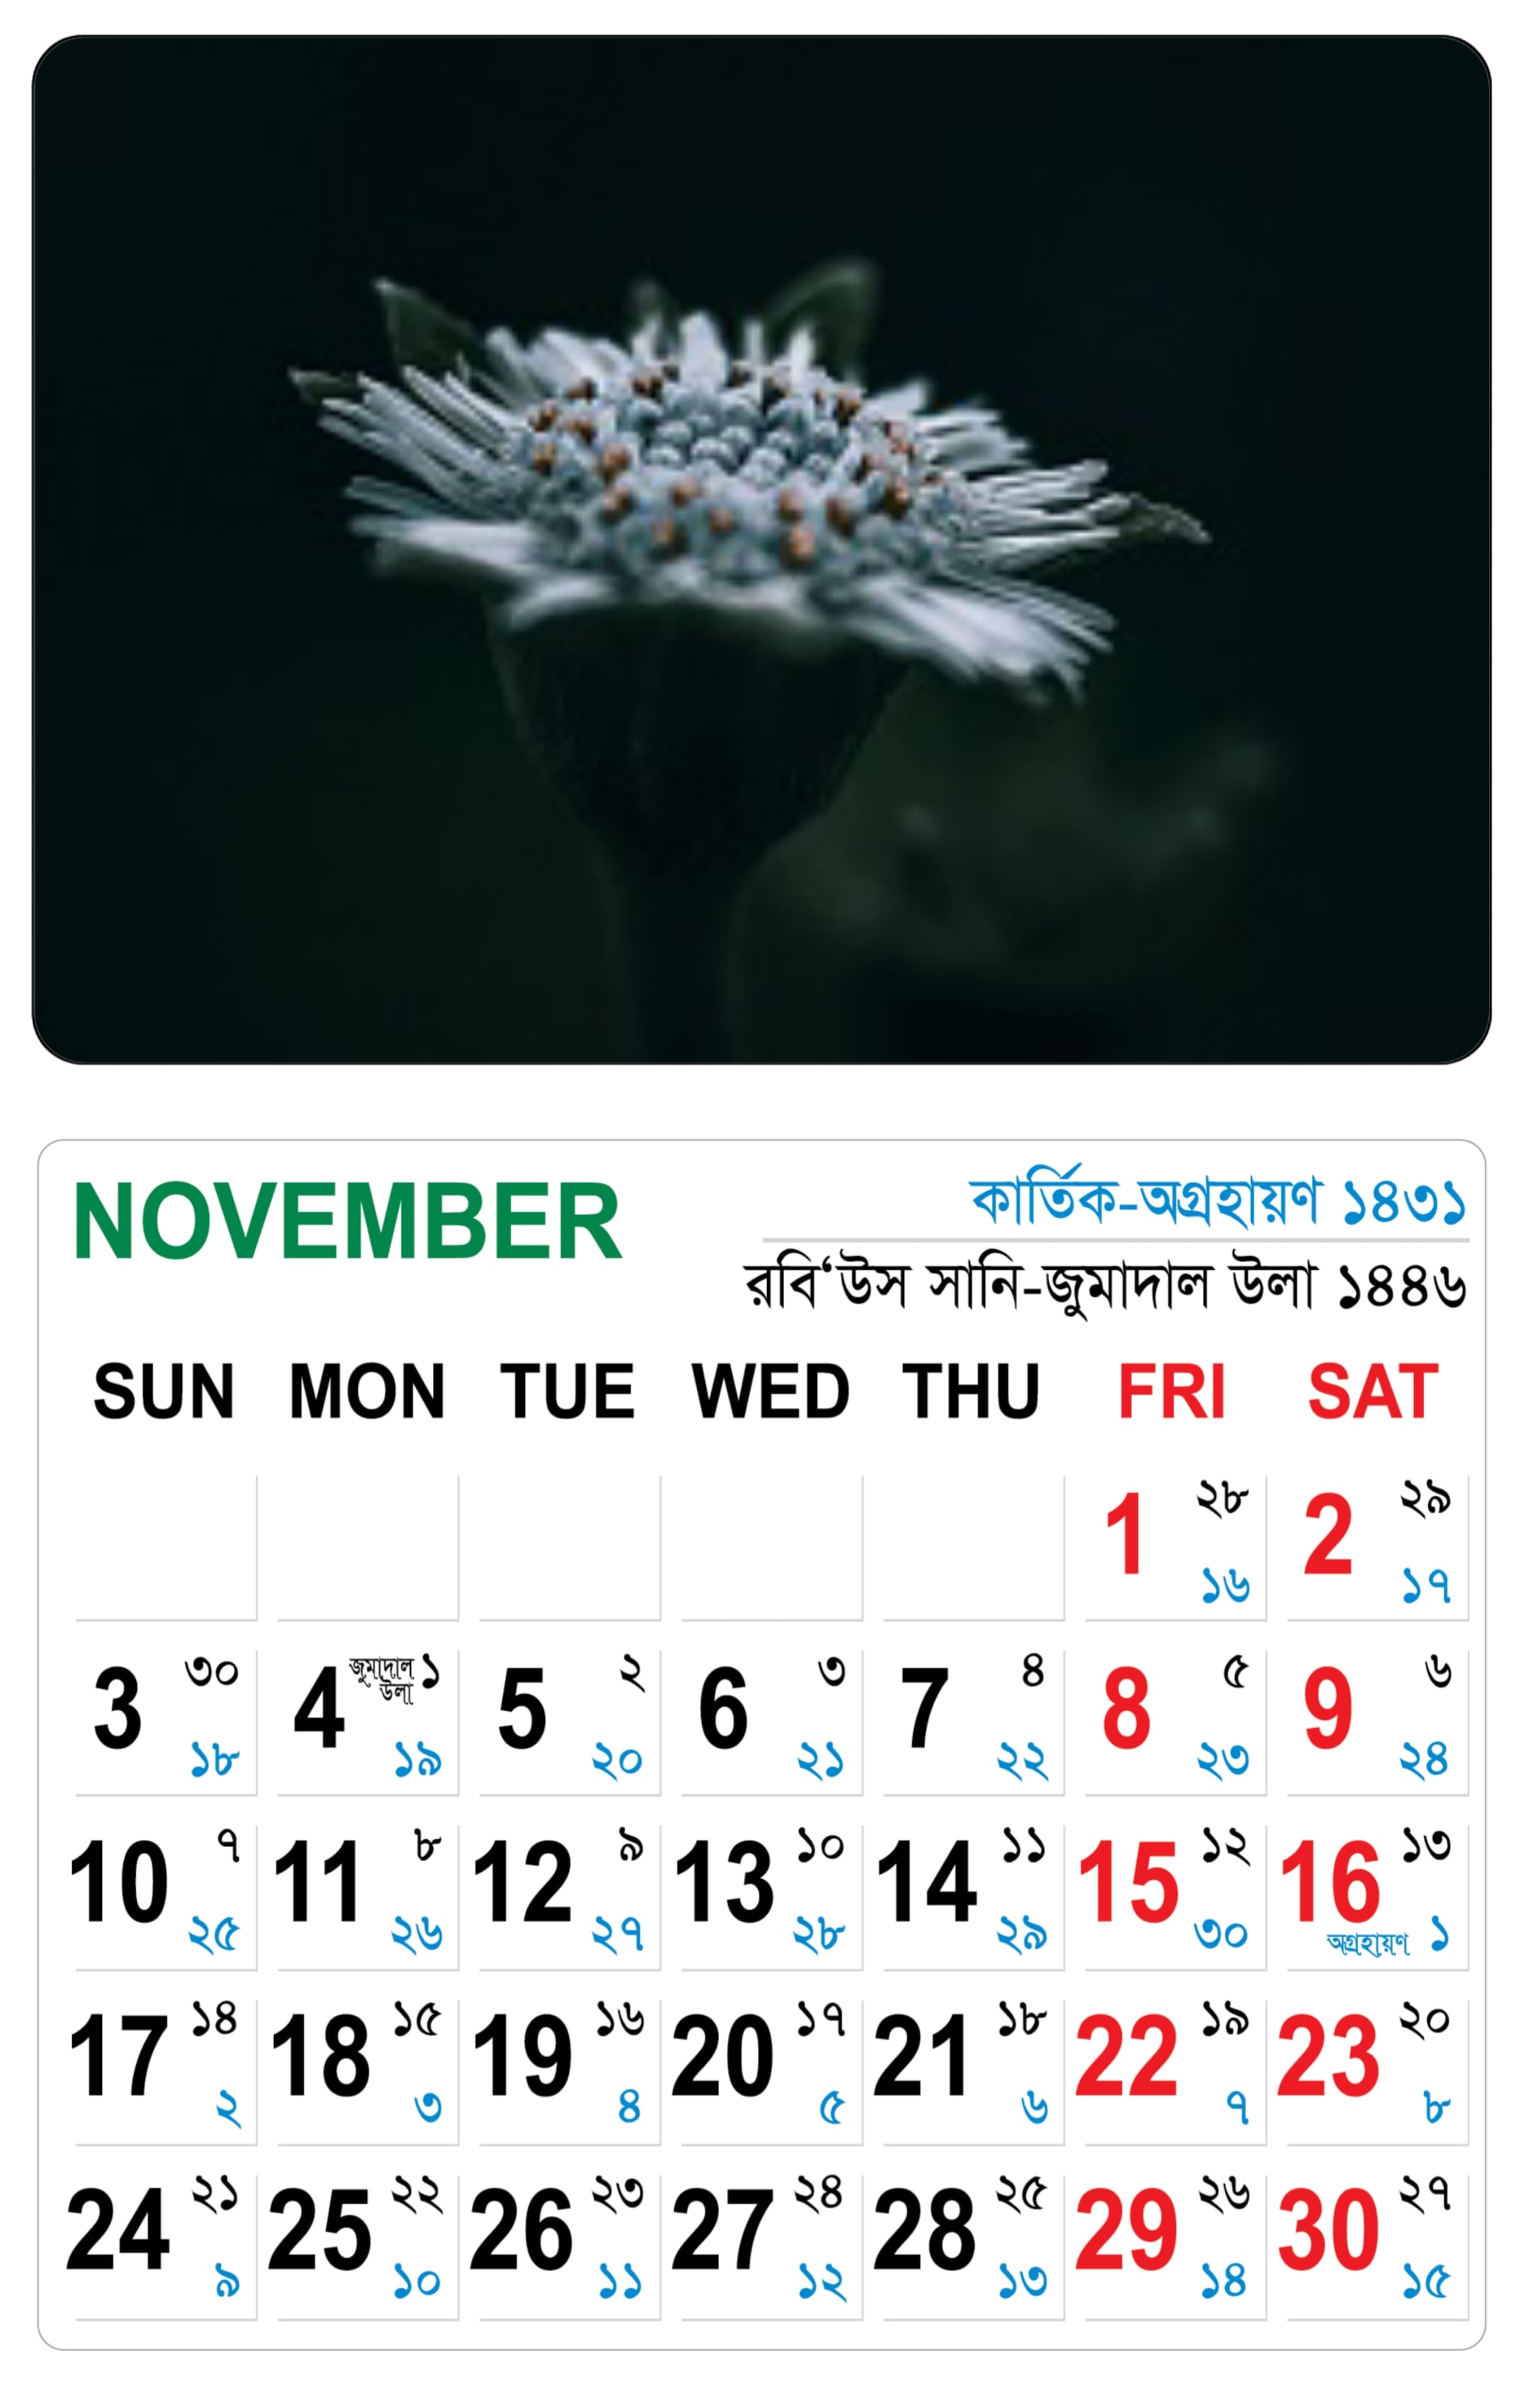 NOVEMBER
কার্তিক-অগ্রহায়ণ ১৪৩১
রবি‘উস সানি-জুমাদাল উলা ১৪৪৬
SUN MON TUE WED THU FRI SAT
1 ২৮ ১৬ 2 ২৯ ১৭
3 ৩০ ১৮ 4 জুমাদাল উলা ১ ১৯ 5 ২ ২০ 6 ৩ ২১ 7 ৪ ২২ 8 ৫ ২৩ 9 ৬ ২৪
10 ৭ ২৫ 11 ৮ ২৬ 12 ৯ ২৭ 13 ১০ ২৮ 14 ১১ ২৯ 15 ১২ ৩০ 16 ১৩ অগ্রহায়ণ ১
17 ১৪ ২ 18 ১৫ ৩ 19 ১৬ ৪ 20 ১৭ ৫ 21 ১৮ ৬ 22 ১৯ ৭ 23 ২০ ৮
24 ২১ ৯ 25 ২২ ১০ 26 ২৩ ১১ 27 ২৪ ১২ 28 ২৫ ১৩ 29 ২৬ ১৪ 30 ২৭ ১৫